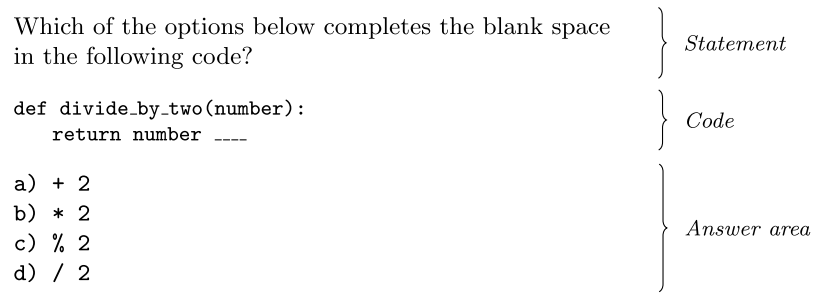 Which of the options below completes the blank space
in the following code?
Statement
def divide_by_two(number):
return number ____
Code
a) + 2
b) * 2
c) % 2
d) / 2
Answer area